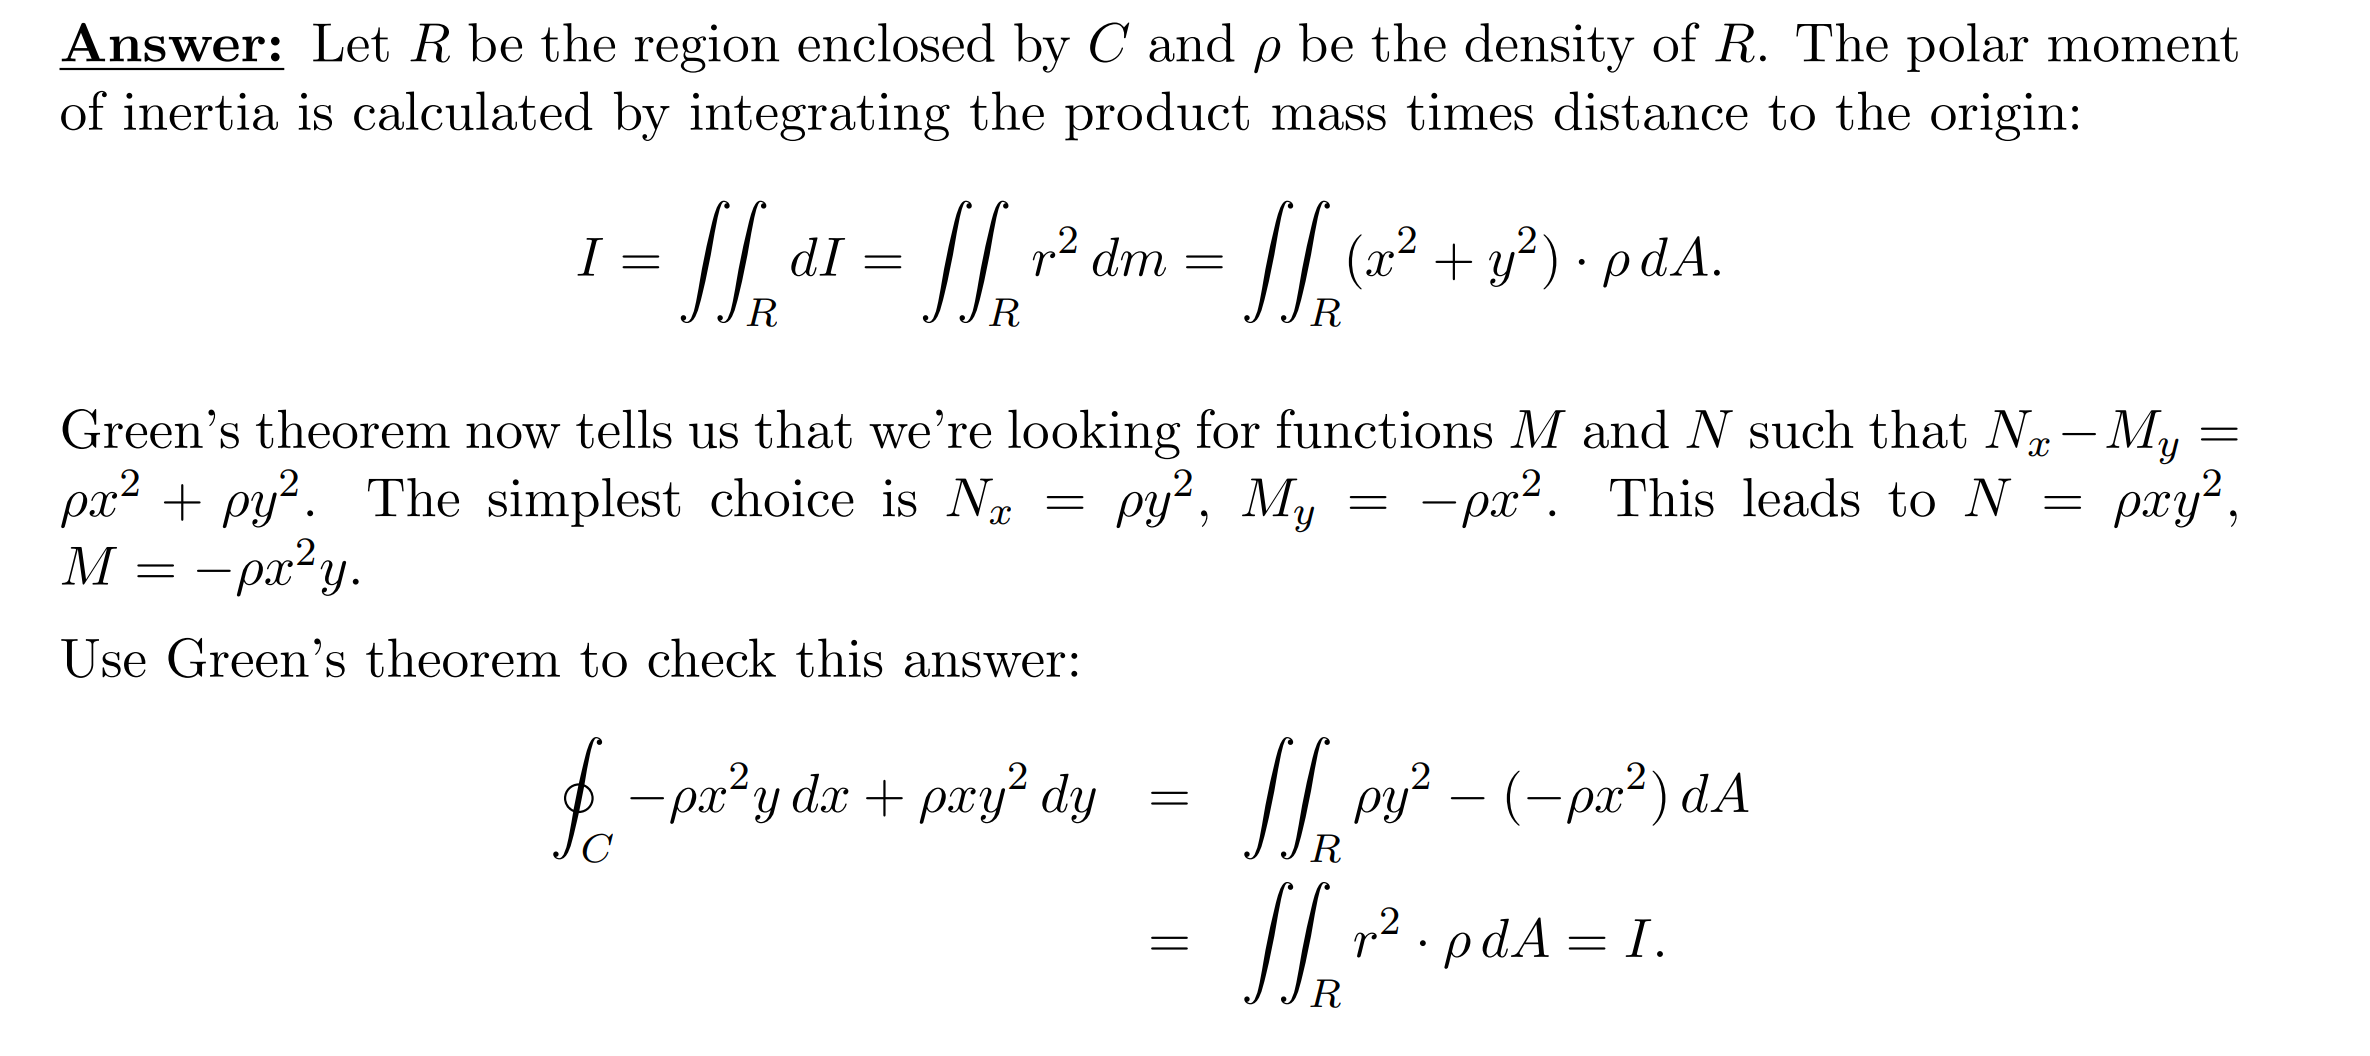 Answer: Let R be the region enclosed by C and ρ be the density of R. The polar moment
of inertia is calculated by integrating the product mass times distance to the origin:
I = ∬_R dI = ∬_R r² dm = ∬_R (x² + y²) · ρ dA.
Green's theorem now tells us that we're looking for functions M and N such that N_x − M_y =
ρx² + ρy². The simplest choice is N_x = ρy², M_y = −ρx². This leads to N = ρxy²,
M = −ρx²y.
Use Green's theorem to check this answer:
∮_C −ρx²y dx + ρxy² dy = ∬_R ρy² − (−ρx²) dA
= ∬_R r² · ρ dA = I.